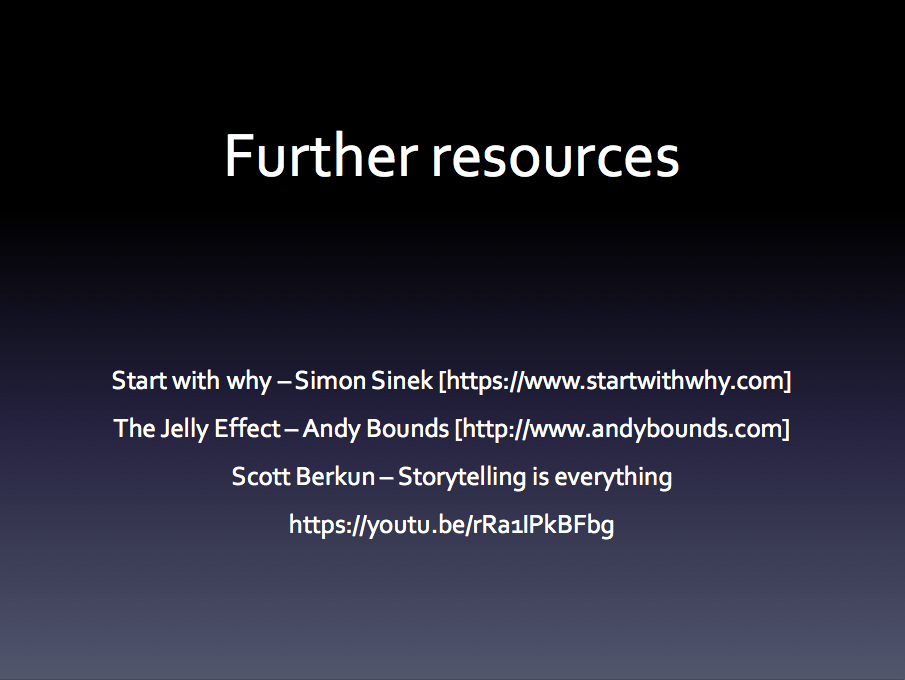 Further resources
Start with why – Simon Sinek [https://www.startwithwhy.com]
The Jelly Effect – Andy Bounds [http://www.andybounds.com]
Scott Berkun – Storytelling is everything
https://youtu.be/rRa1IPkBFbg